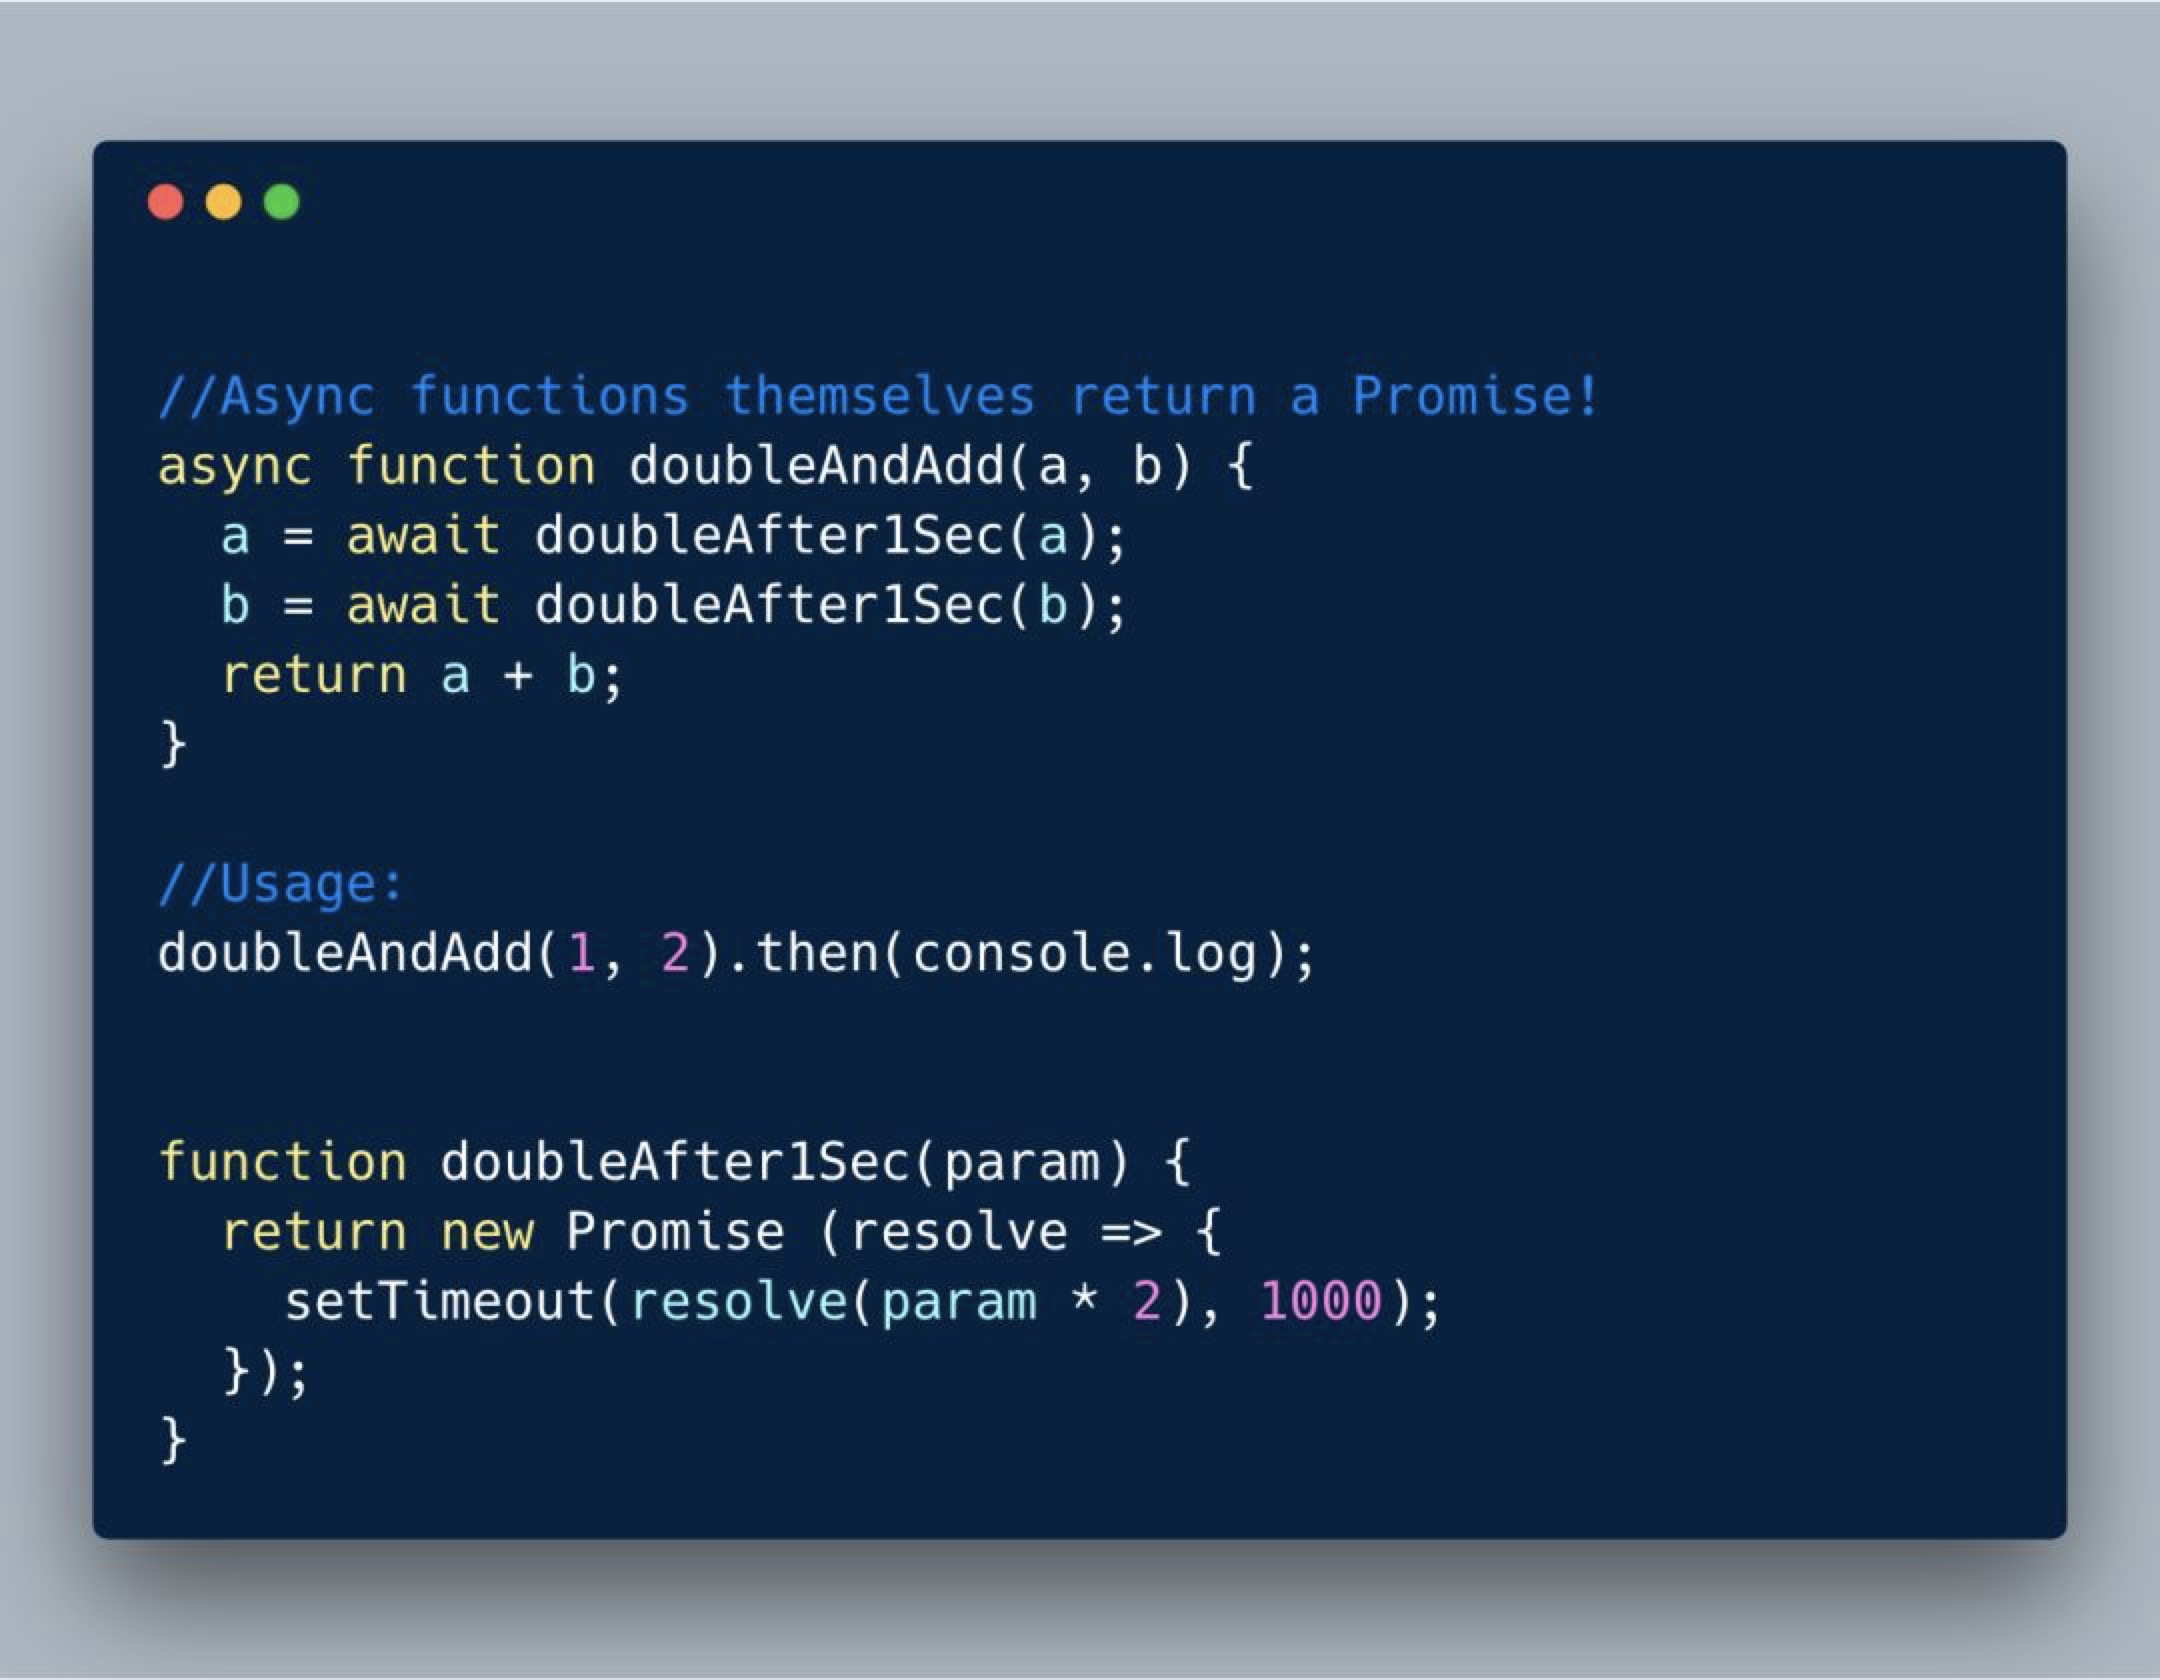 //Async functions themselves return a Promise!
async function doubleAndAdd(a, b) {
  a = await doubleAfter1Sec(a);
  b = await doubleAfter1Sec(b);
  return a + b;
}
//Usage:
doubleAndAdd(1, 2).then(console.log);
function doubleAfter1Sec(param) {
  return new Promise (resolve => {
    setTimeout(resolve(param * 2), 1000);
  });
}